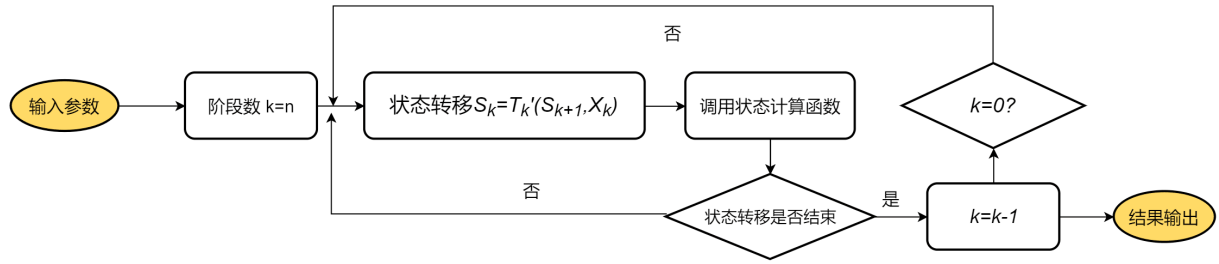 否
输入参数
阶段数 k=n
状态转移S_k=T_k'(S_{k+1},X_k)
调用状态计算函数
k=0?
否
状态转移是否结束
是
k=k-1
结果输出